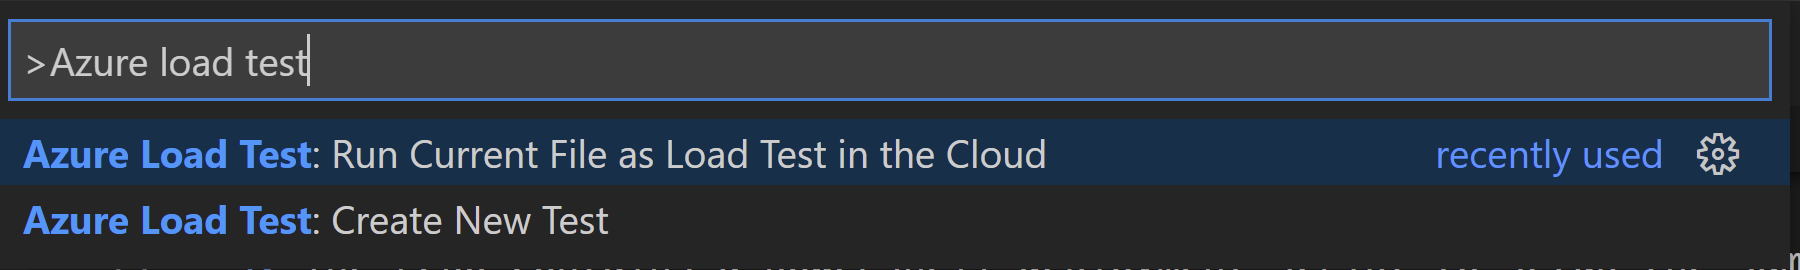 >Azure load test
Azure Load Test: Run Current File as Load Test in the Cloud recently used
Azure Load Test: Create New Test